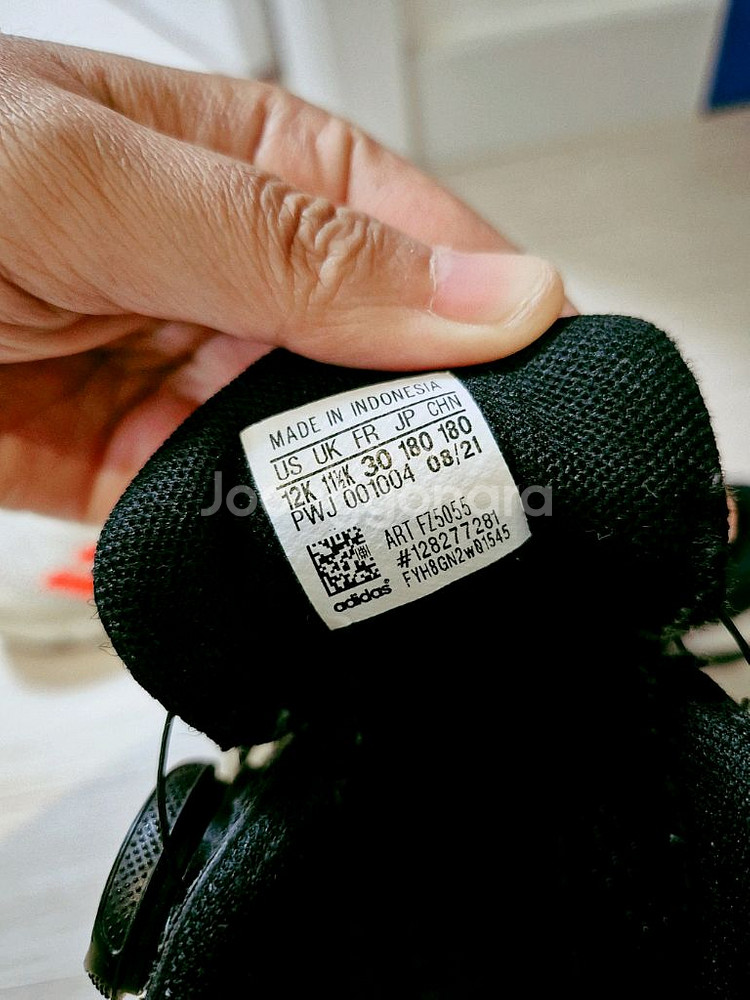 MADE IN INDONESIA
US UK FR JP CHN
12K 11½K 30 180 180
PWJ 001004 08/21
ART FZ5055
#128277281
FYH8GN2w01545
adidas